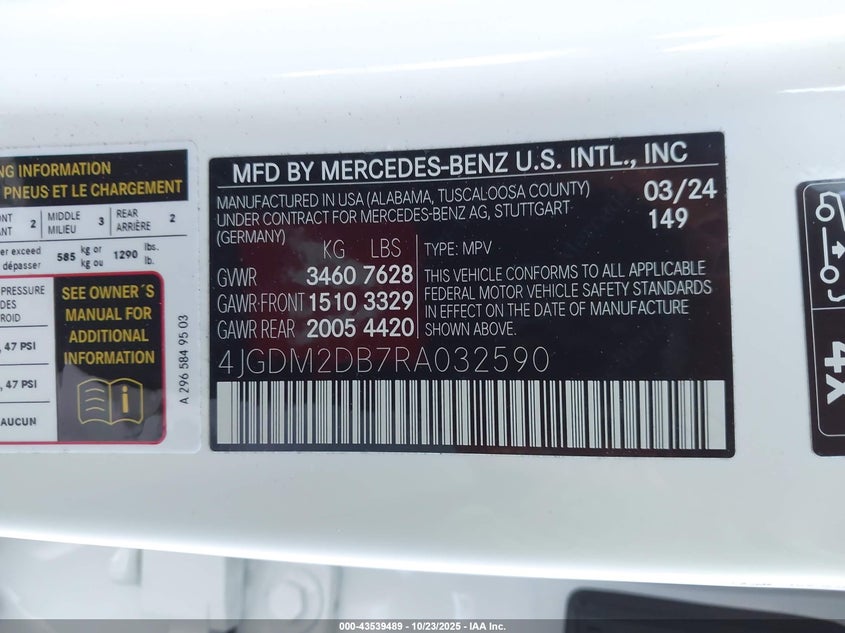 NG INFORMATION
PNEUS ET LE CHARGEMENT
2 MIDDLE MILIEU 3 REAR ARRIÈRE 2
er exceed
dépasser 585 kg or kg ou 1290 lbs. lb.
PRESSURE
SEE OWNER´S
MANUAL FOR
ADDITIONAL
INFORMATION
, 47 PSI
, 47 PSI
AUCUN
A 296 584 95 03
MFD BY MERCEDES-BENZ U.S. INTL., INC
MANUFACTURED IN USA (ALABAMA, TUSCALOOSA COUNTY) 03/24
UNDER CONTRACT FOR MERCEDES-BENZ AG, STUTTGART 149
(GERMANY)
KG LBS TYPE: MPV
GVWR 3460 7628
GAWR-FRONT 1510 3329
GAWR REAR 2005 4420
THIS VEHICLE CONFORMS TO ALL APPLICABLE
FEDERAL MOTOR VEHICLE SAFETY STANDARDS
IN EFFECT ON THE DATE OF MANUFACTURE
SHOWN ABOVE.
4JGDM2DB7RA032590
4X
000-43539489 - 10/23/2025 - IAA Inc.